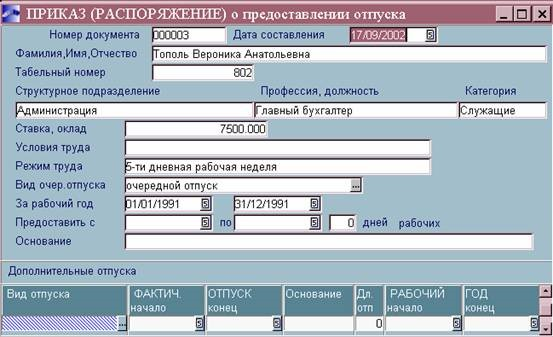 ПРИКАЗ (РАСПОРЯЖЕНИЕ) о предоставлении отпуска
Номер документа 000003 Дата составления 17/09/2002
Фамилия,Имя,Отчество Тополь Вероника Анатольевна
Табельный номер 802
Структурное подразделение Профессия, должность Категория
Администрация Главный бухгалтер Служащие
Ставка, оклад 7500.000
Условия труда
Режим труда 5-ти дневная рабочая неделя
Вид очер.отпуска очередной отпуск ...
За рабочий год 01/01/1991 31/12/1991
Предоставить с по 0 дней рабочих
Основание
Дополнительные отпуска
Вид отпуска ФАКТИЧ. ОТПУСК Основание Дл. РАБОЧИЙ ГОД
начало конец отп начало конец
... 0